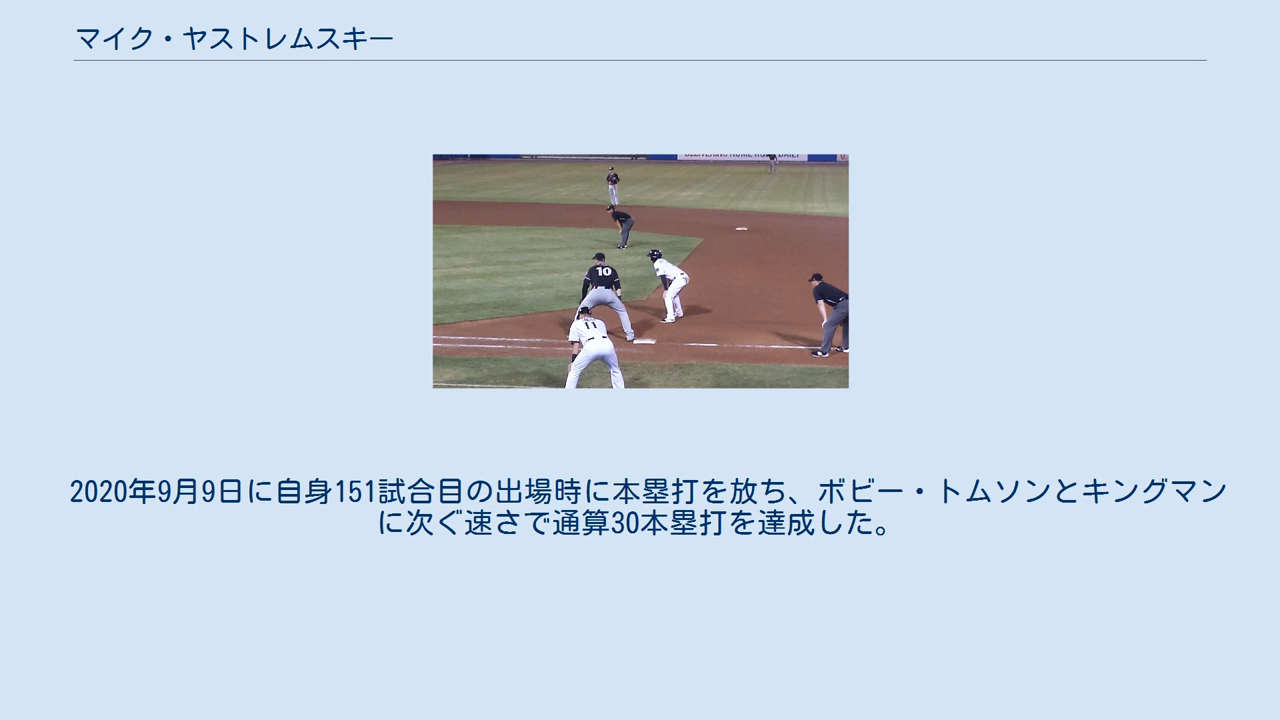 マイク・ヤストレムスキー
10
11
2020年9月9日に自身151試合目の出場時に本塁打を放ち、ボビー・トムソンとキングマン
に次ぐ速さで通算30本塁打を達成した。